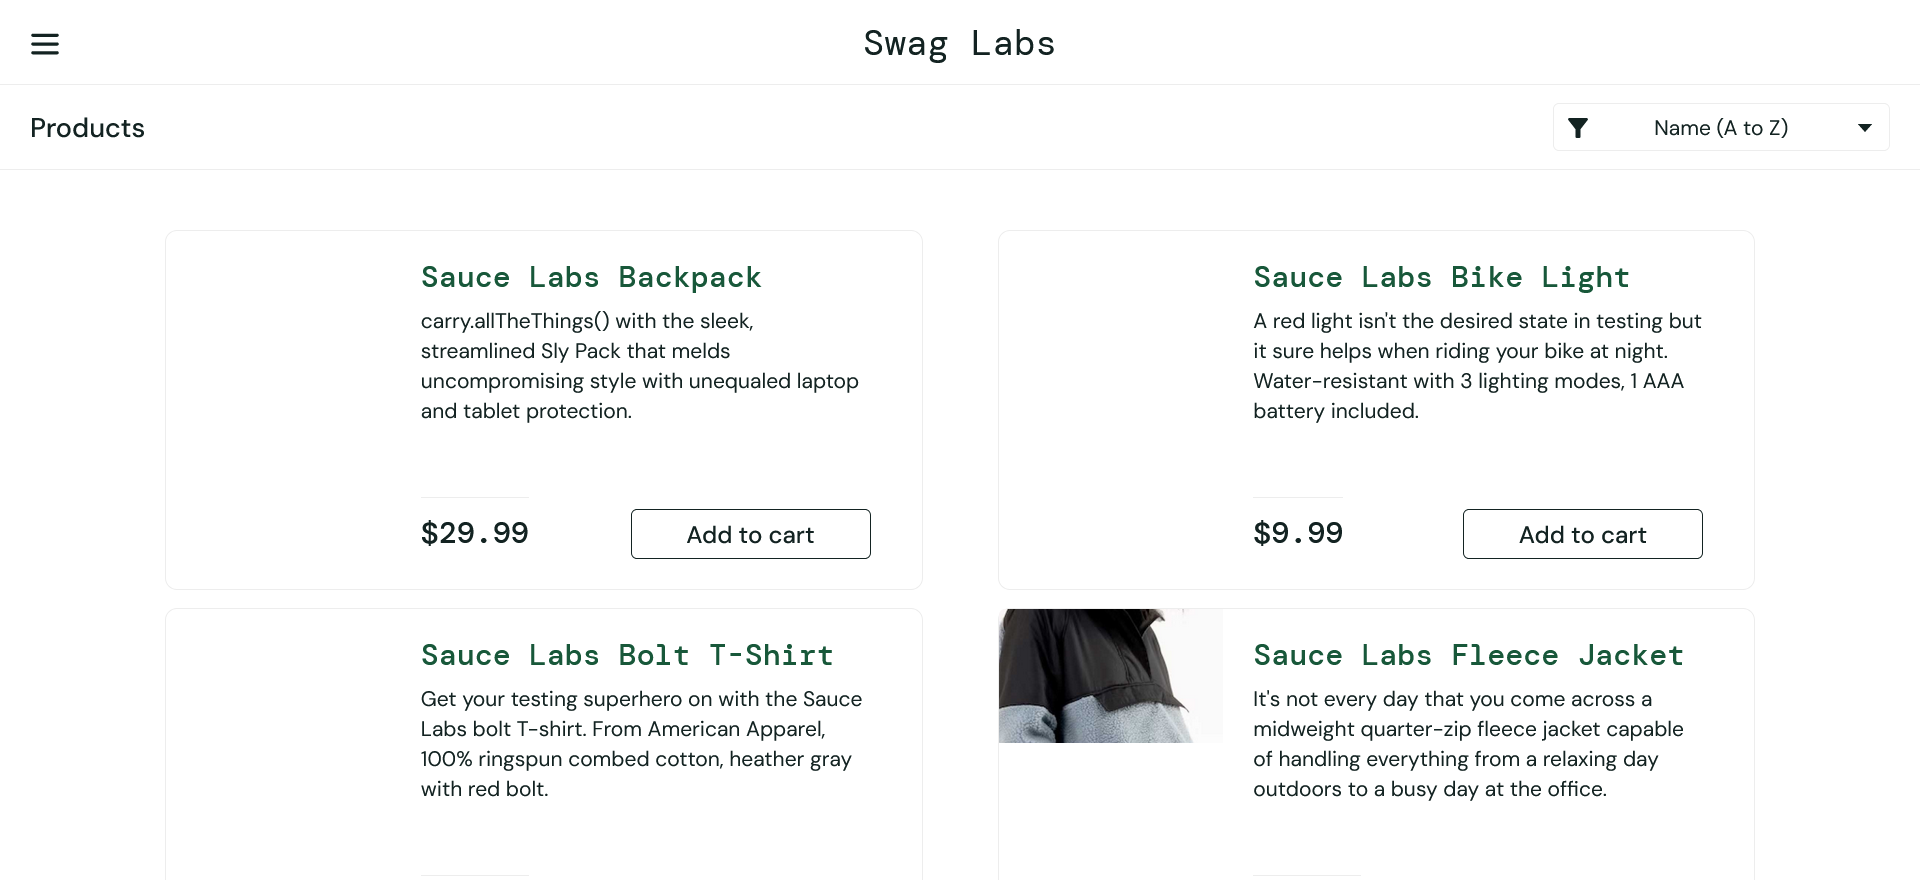 Swag Labs
Products
Name (A to Z)
Sauce Labs Backpack
carry.allTheThings() with the sleek,
streamlined Sly Pack that melds
uncompromising style with unequaled laptop
and tablet protection.
$29.99
Add to cart
Sauce Labs Bike Light
A red light isn't the desired state in testing but
it sure helps when riding your bike at night.
Water-resistant with 3 lighting modes, 1 AAA
battery included.
$9.99
Add to cart
Sauce Labs Bolt T-Shirt
Get your testing superhero on with the Sauce
Labs bolt T-shirt. From American Apparel,
100% ringspun combed cotton, heather gray
with red bolt.
Sauce Labs Fleece Jacket
It's not every day that you come across a
midweight quarter-zip fleece jacket capable
of handling everything from a relaxing day
outdoors to a busy day at the office.